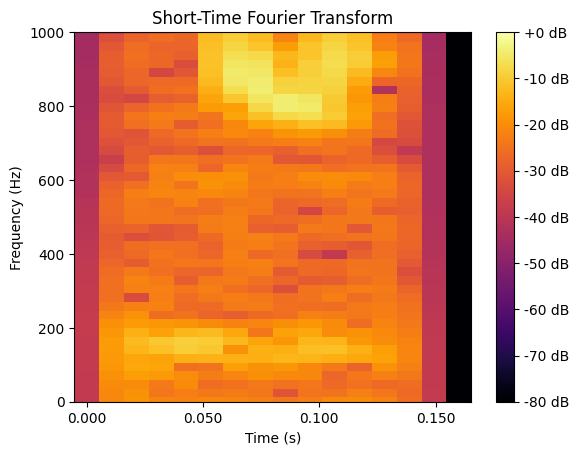 Short-Time Fourier Transform
1000
800
600
400
200
0
Frequency (Hz)
0.000
0.050
0.100
0.150
Time (s)
+0 dB
-10 dB
-20 dB
-30 dB
-40 dB
-50 dB
-60 dB
-70 dB
-80 dB